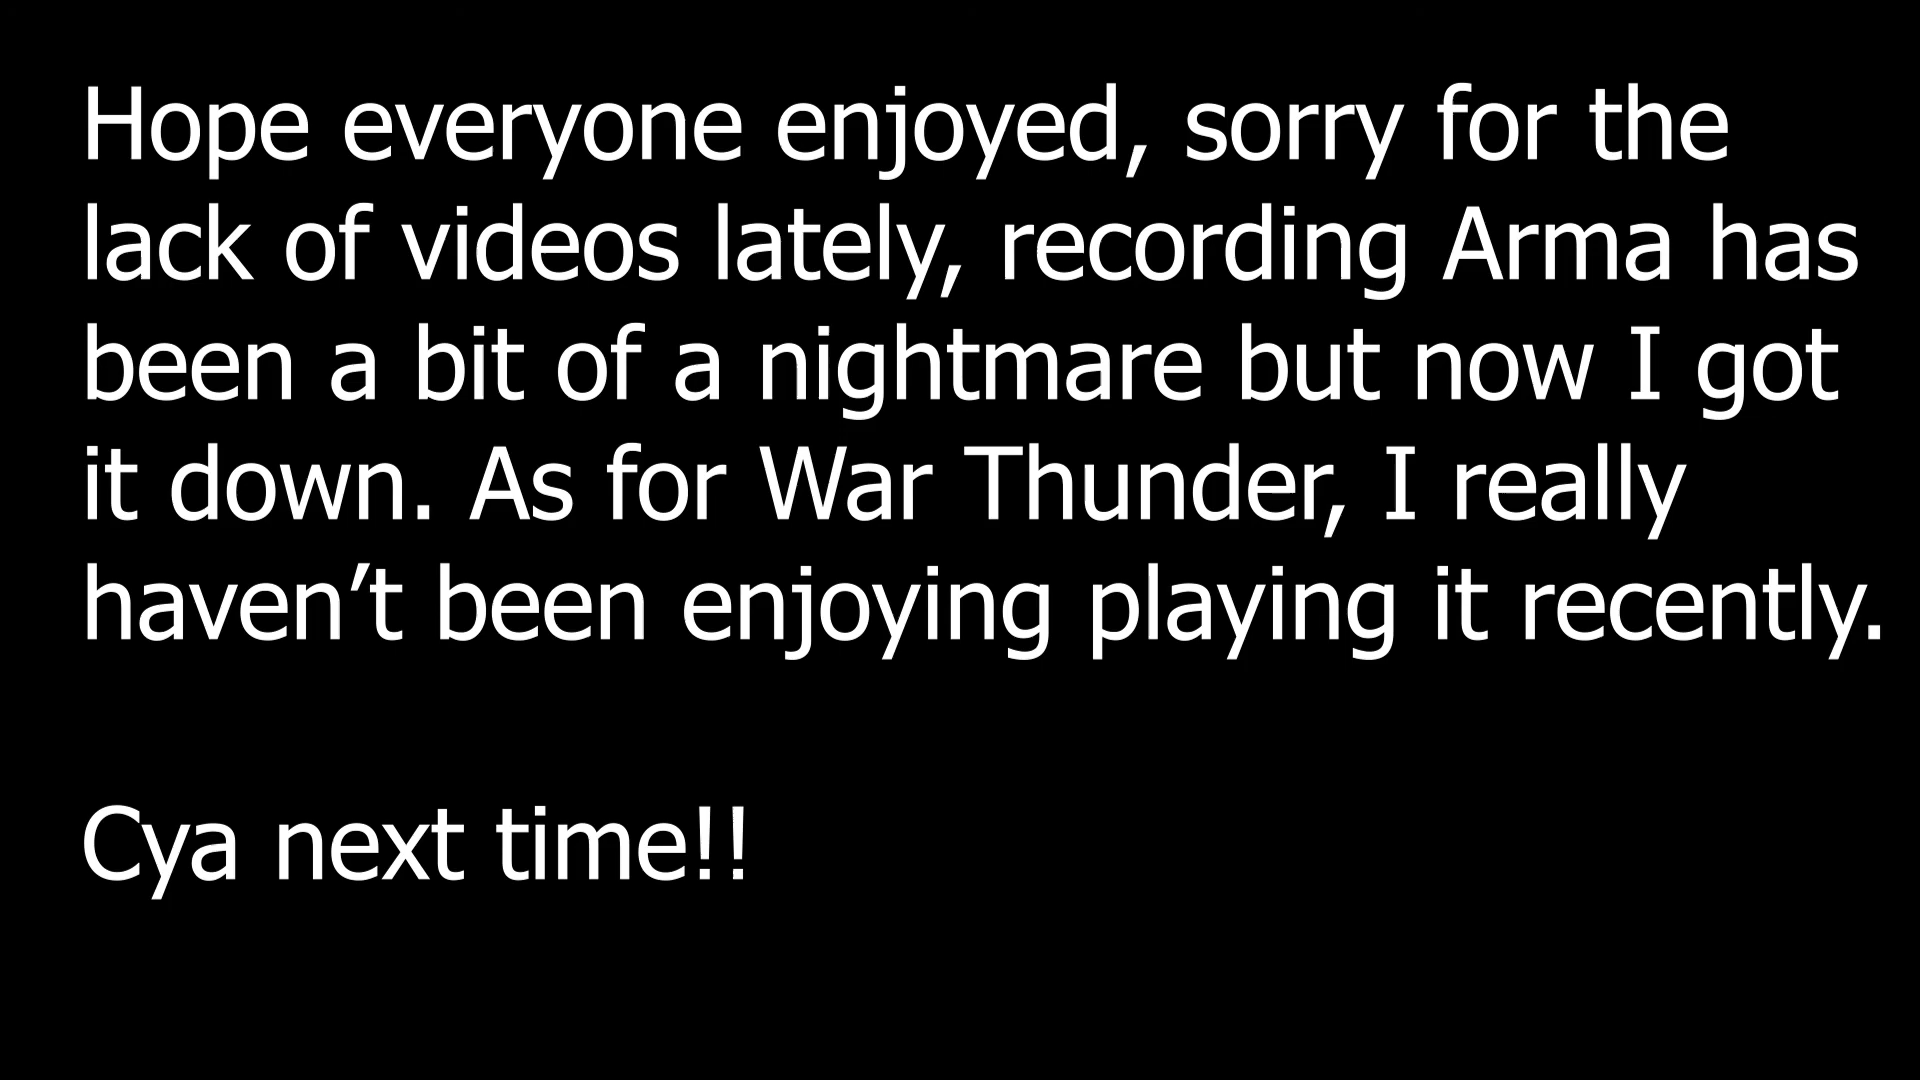 Hope everyone enjoyed, sorry for the
lack of videos lately, recording Arma has
been a bit of a nightmare but now I got
it down. As for War Thunder, I really
haven’t been enjoying playing it recently.
Cya next time!!